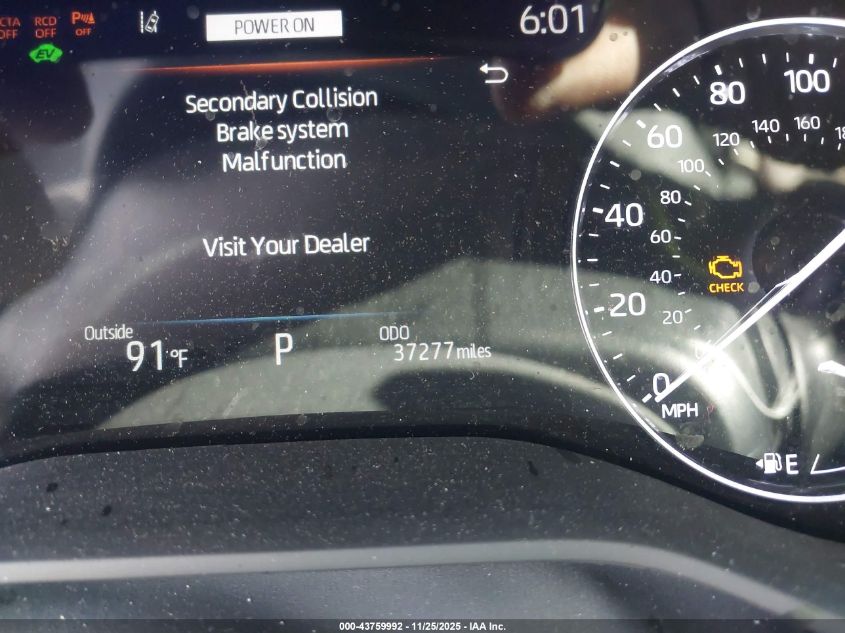 CTA RCD
OFF OFF OFF
POWER ON
6:01
EV
Secondary Collision
Brake system
Malfunction
Visit Your Dealer
Outside
91°F
P
ODO
37277 miles
100
80
60
40
20
0
MPH
160
140
120
100
80
60
40
20
CHECK
E
000-43759992 - 11/25/2025 - IAA Inc.